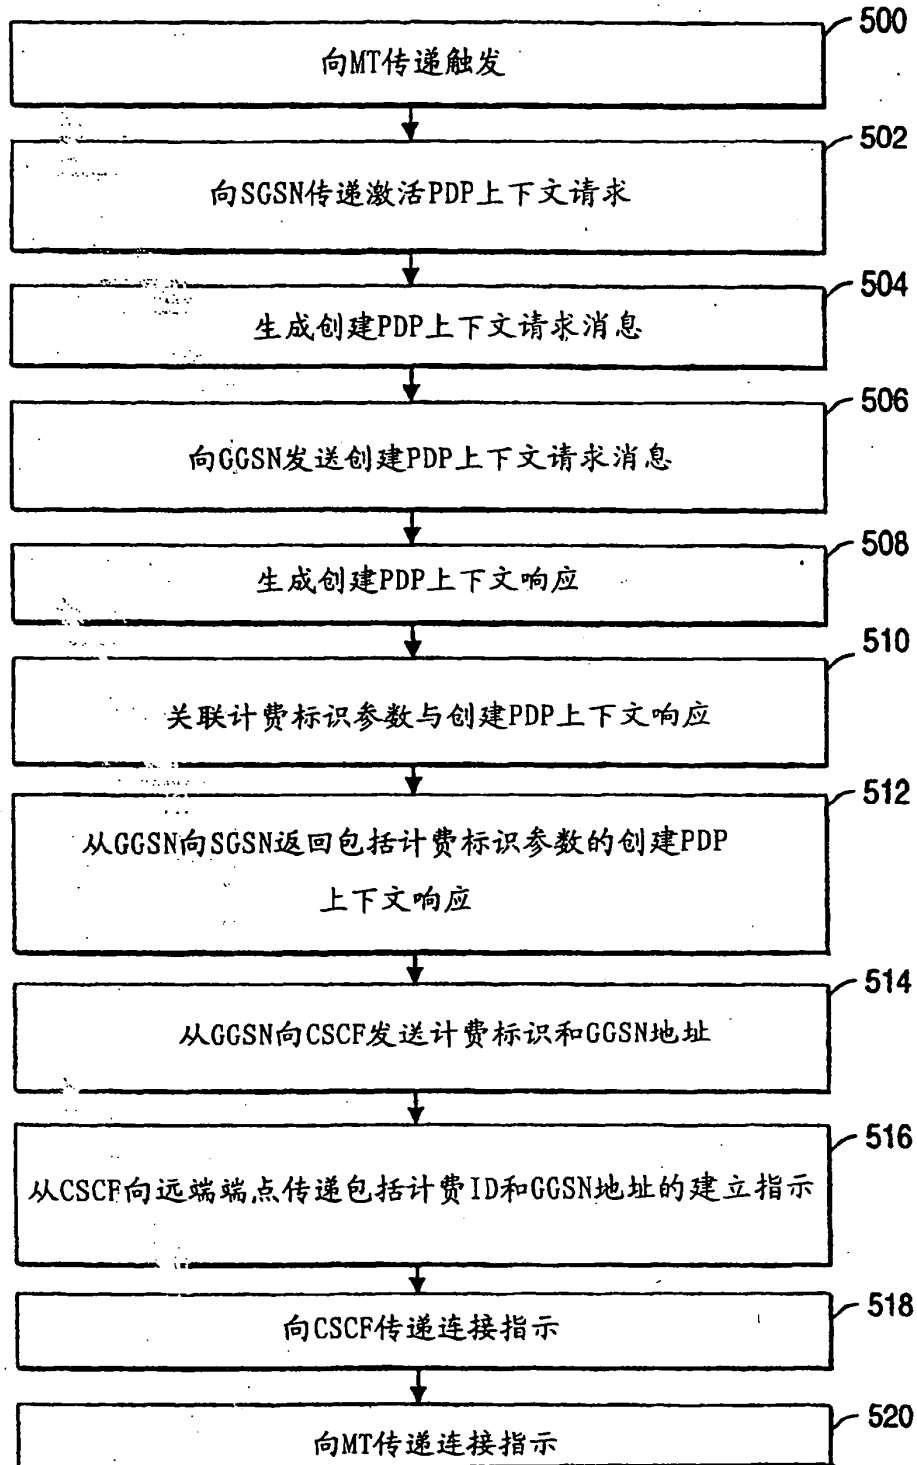 500
向MT传递触发
502
向SGSN传递激活PDP上下文请求
504
生成创建PDP上下文请求消息
506
向GGSN发送创建PDP上下文请求消息
508
生成创建PDP上下文响应
510
关联计费标识参数与创建PDP上下文响应
512
从GGSN向SGSN返回包括计费标识参数的创建PDP
上下文响应
514
从GGSN向CSCF发送计费标识和GGSN地址
516
从CSCF向远端端点传递包括计费ID和GGSN地址的建立指示
518
向CSCF传递连接指示
520
向MT传递连接指示